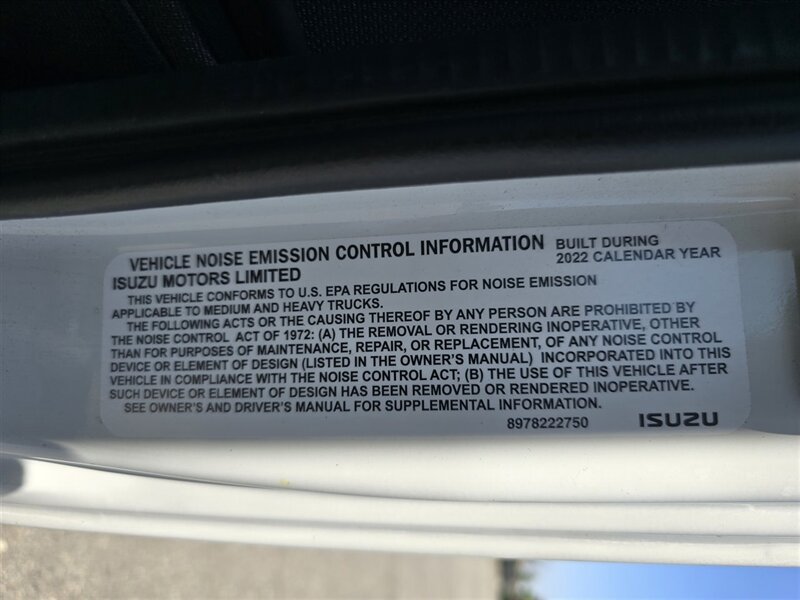 VEHICLE NOISE EMISSION CONTROL INFORMATION BUILT DURING
ISUZU MOTORS LIMITED 2022 CALENDAR YEAR
THIS VEHICLE CONFORMS TO U.S. EPA REGULATIONS FOR NOISE EMISSION
APPLICABLE TO MEDIUM AND HEAVY TRUCKS.
THE FOLLOWING ACTS OR THE CAUSING THEREOF BY ANY PERSON ARE PROHIBITED BY
THE NOISE CONTROL ACT OF 1972: (A) THE REMOVAL OR RENDERING INOPERATIVE, OTHER
THAN FOR PURPOSES OF MAINTENANCE, REPAIR, OR REPLACEMENT, OF ANY NOISE CONTROL
DEVICE OR ELEMENT OF DESIGN (LISTED IN THE OWNER'S MANUAL) INCORPORATED INTO THIS
VEHICLE IN COMPLIANCE WITH THE NOISE CONTROL ACT; (B) THE USE OF THIS VEHICLE AFTER
SUCH DEVICE OR ELEMENT OF DESIGN HAS BEEN REMOVED OR RENDERED INOPERATIVE.
SEE OWNER'S AND DRIVER'S MANUAL FOR SUPPLEMENTAL INFORMATION.
8978222750 ISUZU